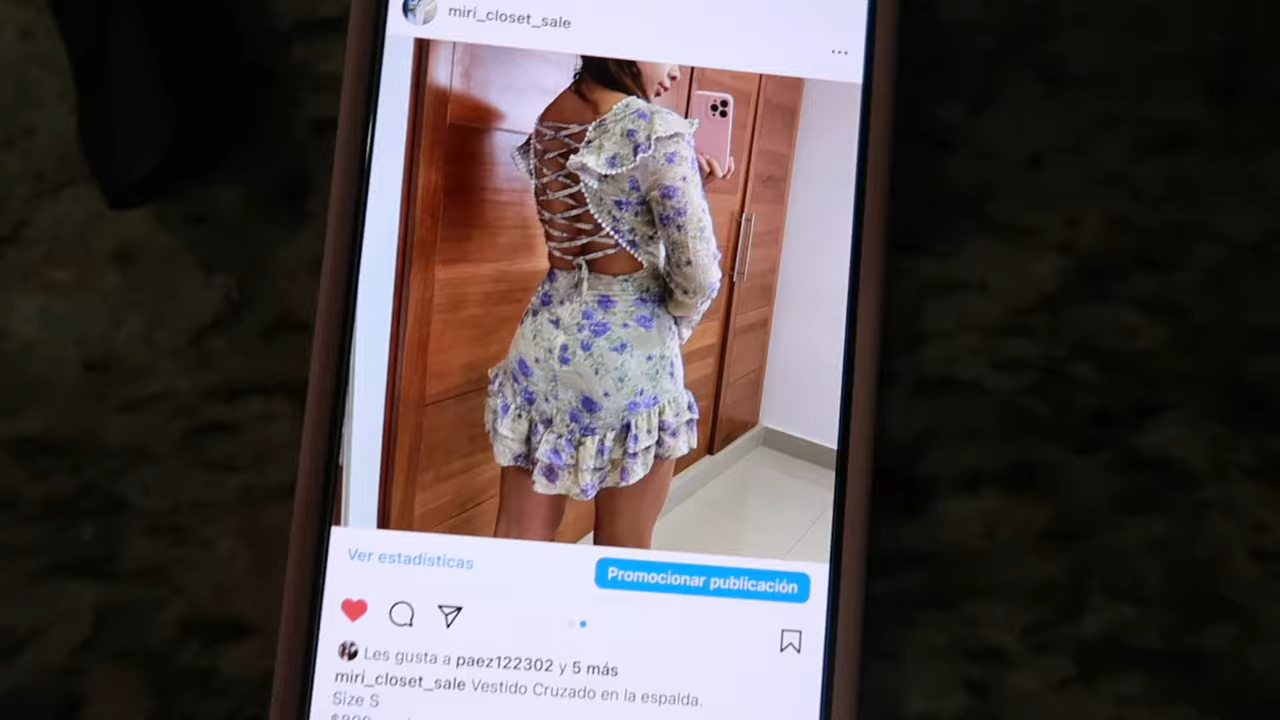 miri_closet_sale
Ver estadísticas
Promocionar publicación
Les gusta a paez122302 y 5 más
miri_closet_sale Vestido Cruzado en la espalda.
Size S